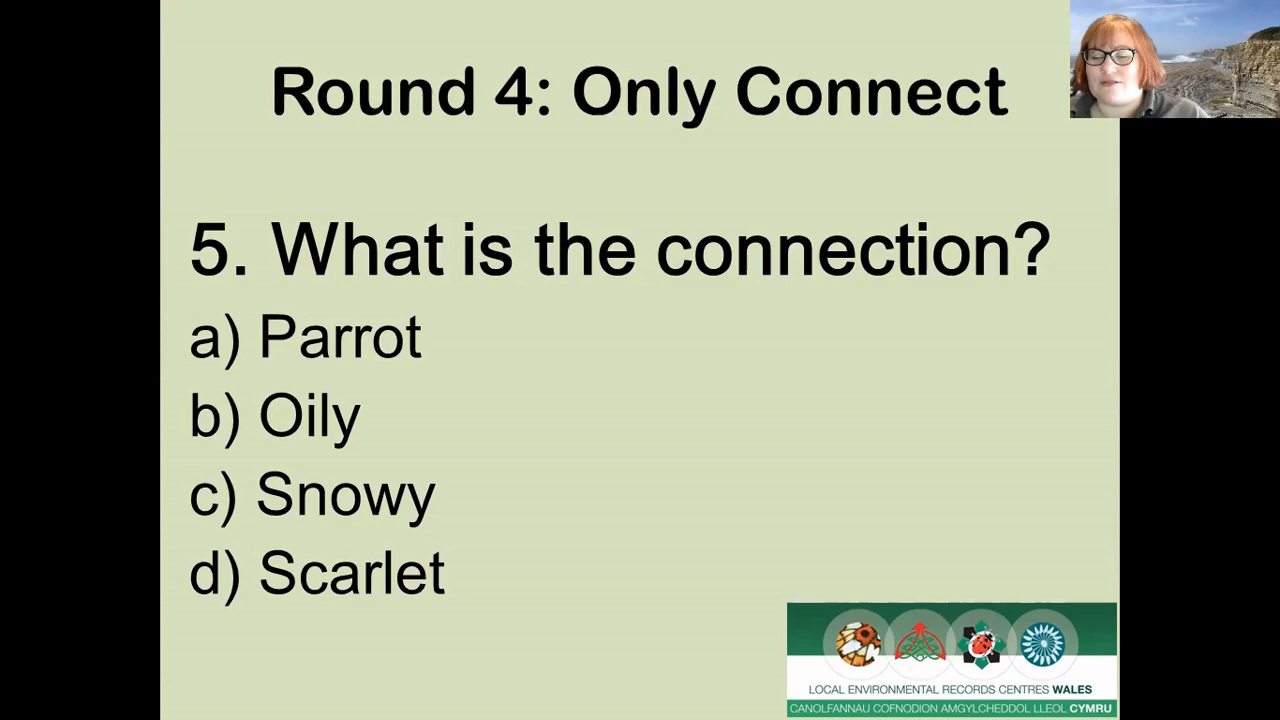 Round 4: Only Connect
5. What is the connection?
a) Parrot
b) Oily
c) Snowy
d) Scarlet
LOCAL ENVIRONMENTAL RECORDS CENTRES WALES
CANOLFANNAU COFNODION AMGYLCHEDDOL LLEOL CYMRU